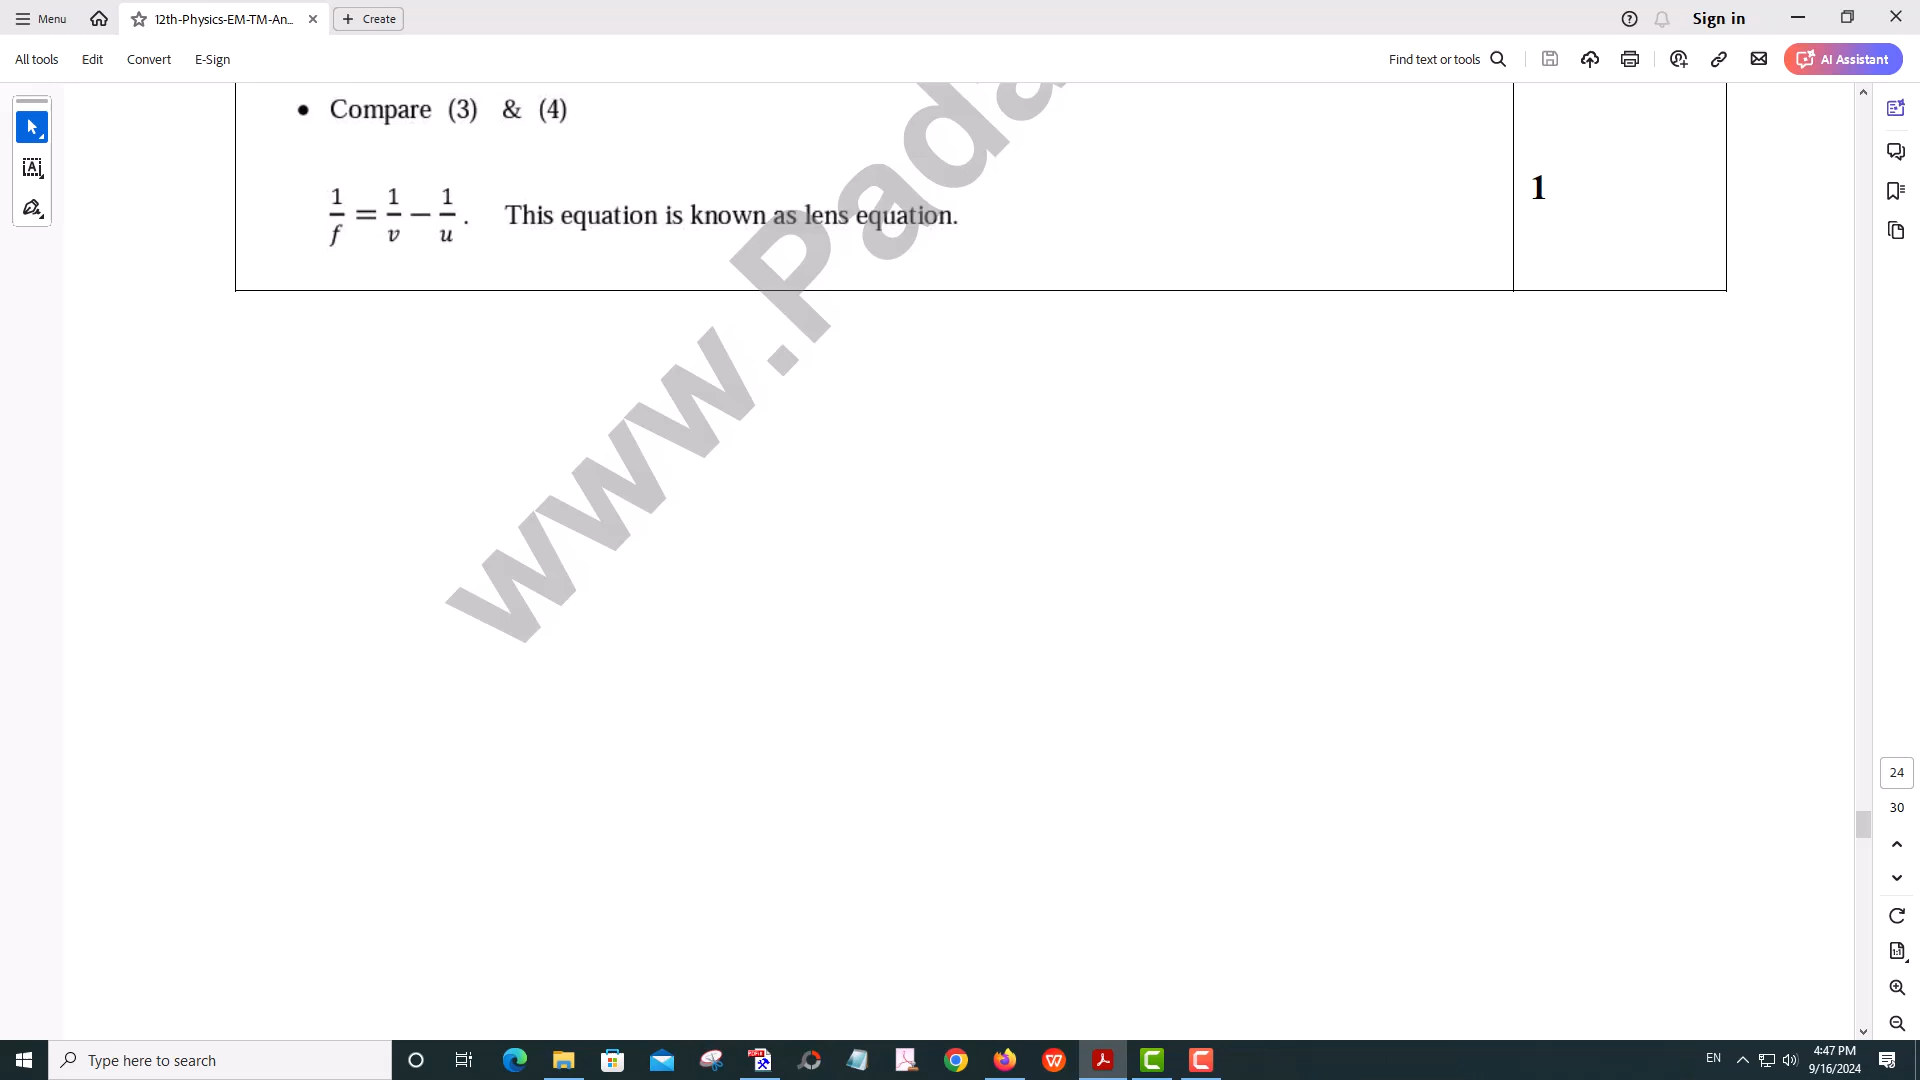 Menu
12th-Physics-EM-TM-An...
Create
Sign in
All tools
Edit
Convert
E-Sign
Find text or tools
AI Assistant
• Compare (3) & (4)
1/f = 1/v − 1/u . This equation is known as lens equation.
1
www.Pada
24
30
Type here to search
EN
4:47 PM
9/16/2024